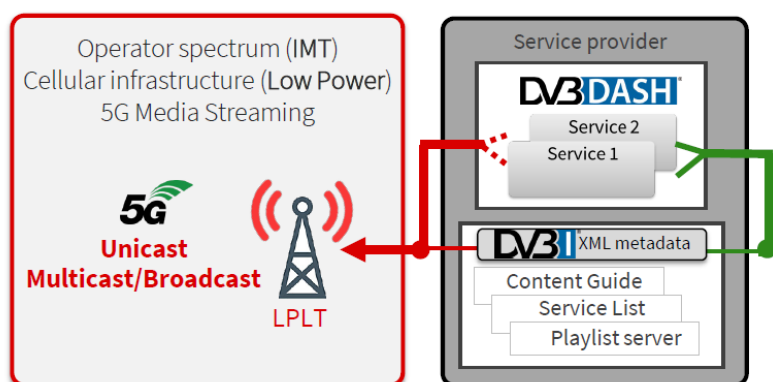 Operator spectrum (IMT)
Cellular infrastructure (Low Power)
5G Media Streaming
5G
Unicast
Multicast/Broadcast
LPLT
Service provider
DVB DASH
Service 2
Service 1
DVB I XML metadata
Content Guide
Service List
Playlist server